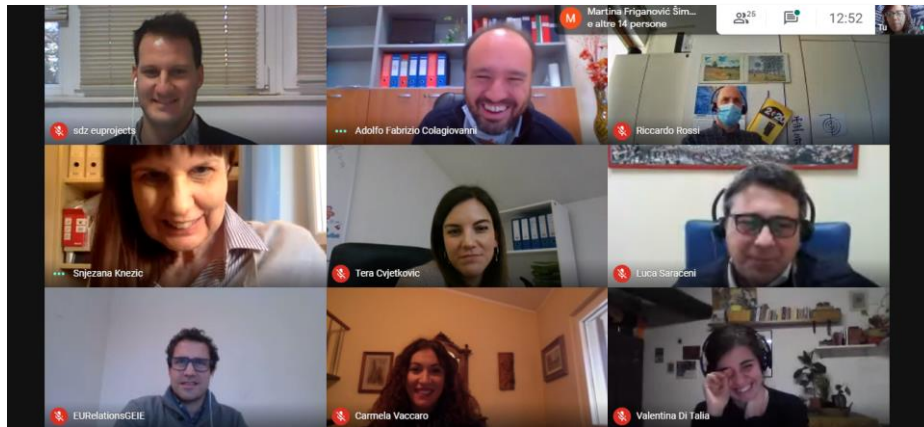 Martina Friganović Šim...
e altre 14 persone
26
12:52
Tu
sdz euprojects
Adolfo Fabrizio Colagiovanni
Riccardo Rossi
Snjezana Knezic
Tera Cvjetkovic
Luca Saraceni
EURelationsGEIE
Carmela Vaccaro
Valentina Di Talia